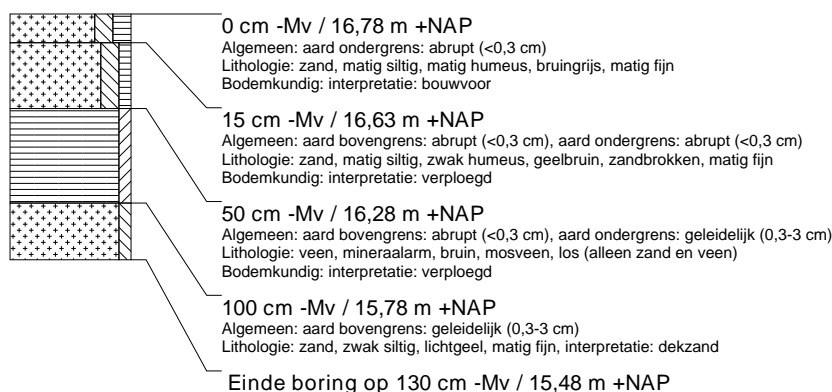 0 cm -Mv / 16,78 m +NAP
Algemeen: aard ondergrens: abrupt (<0,3 cm)
Lithologie: zand, matig siltig, matig humeus, bruingrijs, matig fijn
Bodemkundig: interpretatie: bouwvoor
15 cm -Mv / 16,63 m +NAP
Algemeen: aard bovengrens: abrupt (<0,3 cm), aard ondergrens: abrupt (<0,3 cm)
Lithologie: zand, matig siltig, zwak humeus, geelbruin, zandbrokken, matig fijn
Bodemkundig: interpretatie: verploegd
50 cm -Mv / 16,28 m +NAP
Algemeen: aard bovengrens: abrupt (<0,3 cm), aard ondergrens: geleidelijk (0,3-3 cm)
Lithologie: veen, mineraalarm, bruin, mosveen, los (alleen zand en veen)
Bodemkundig: interpretatie: verploegd
100 cm -Mv / 15,78 m +NAP
Algemeen: aard bovengrens: geleidelijk (0,3-3 cm)
Lithologie: zand, zwak siltig, lichtgeel, matig fijn, interpretatie: dekzand
Einde boring op 130 cm -Mv / 15,48 m +NAP